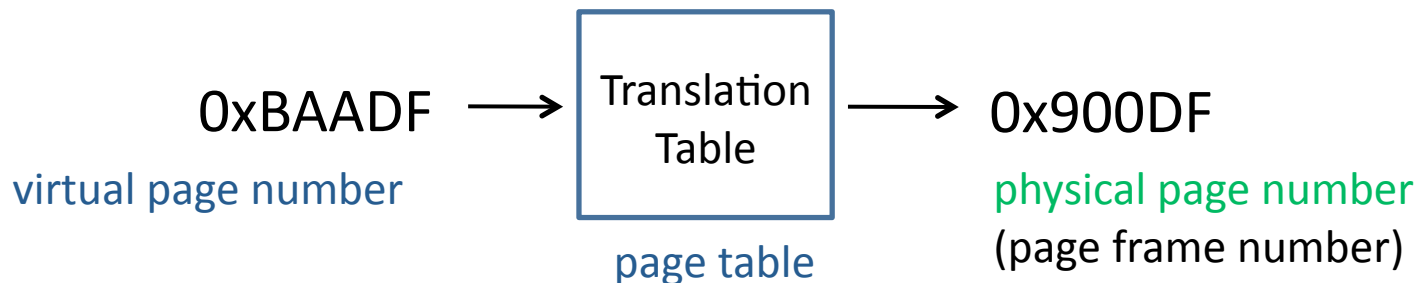 0xBAADF
virtual page number
Translation
Table
page table
0x900DF
physical page number
(page frame number)